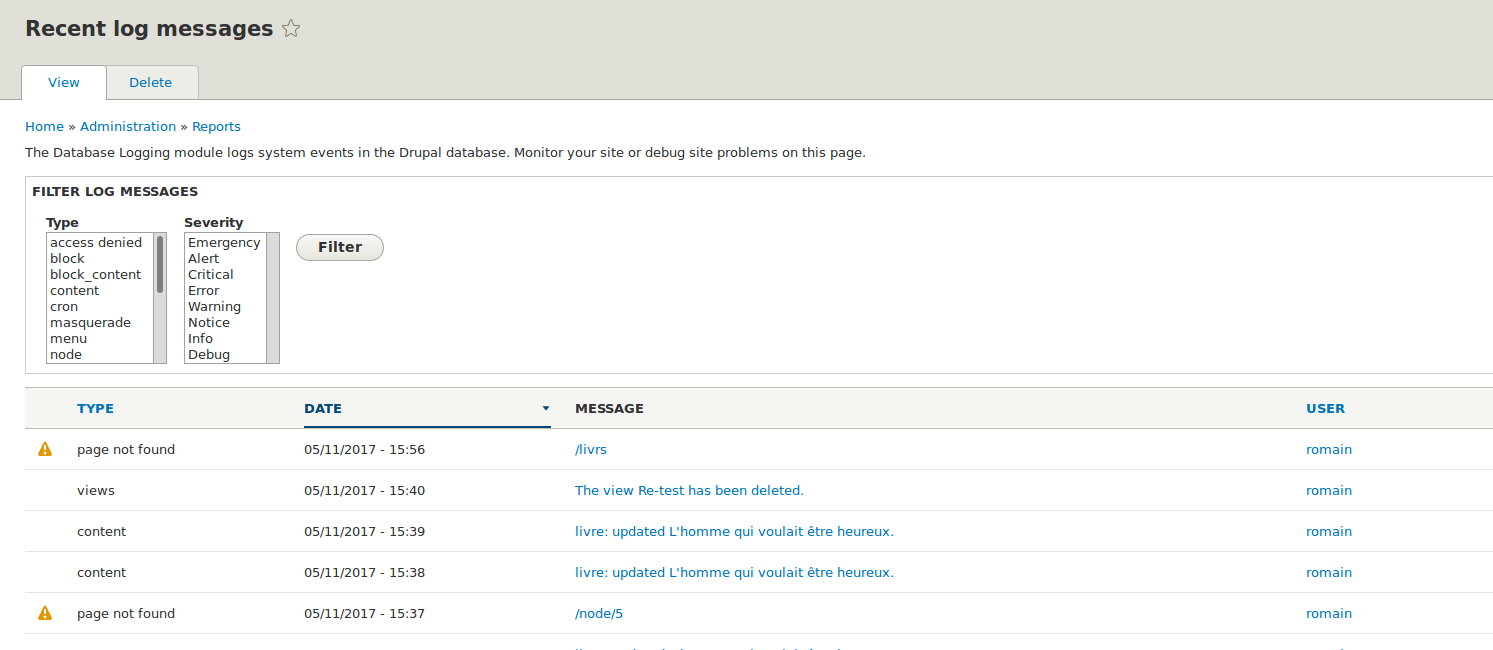 Recent log messages
View Delete
Home » Administration » Reports
The Database Logging module logs system events in the Drupal database. Monitor your site or debug site problems on this page.
FILTER LOG MESSAGES
Type Severity
access denied Emergency Filter
block Alert
block_content Critical
content Error
cron Warning
masquerade Notice
menu Info
node Debug
TYPE DATE MESSAGE USER
page not found 05/11/2017 - 15:56 /livrs romain
views 05/11/2017 - 15:40 The view Re-test has been deleted. romain
content 05/11/2017 - 15:39 livre: updated L'homme qui voulait être heureux. romain
content 05/11/2017 - 15:38 livre: updated L'homme qui voulait être heureux. romain
page not found 05/11/2017 - 15:37 /node/5 romain